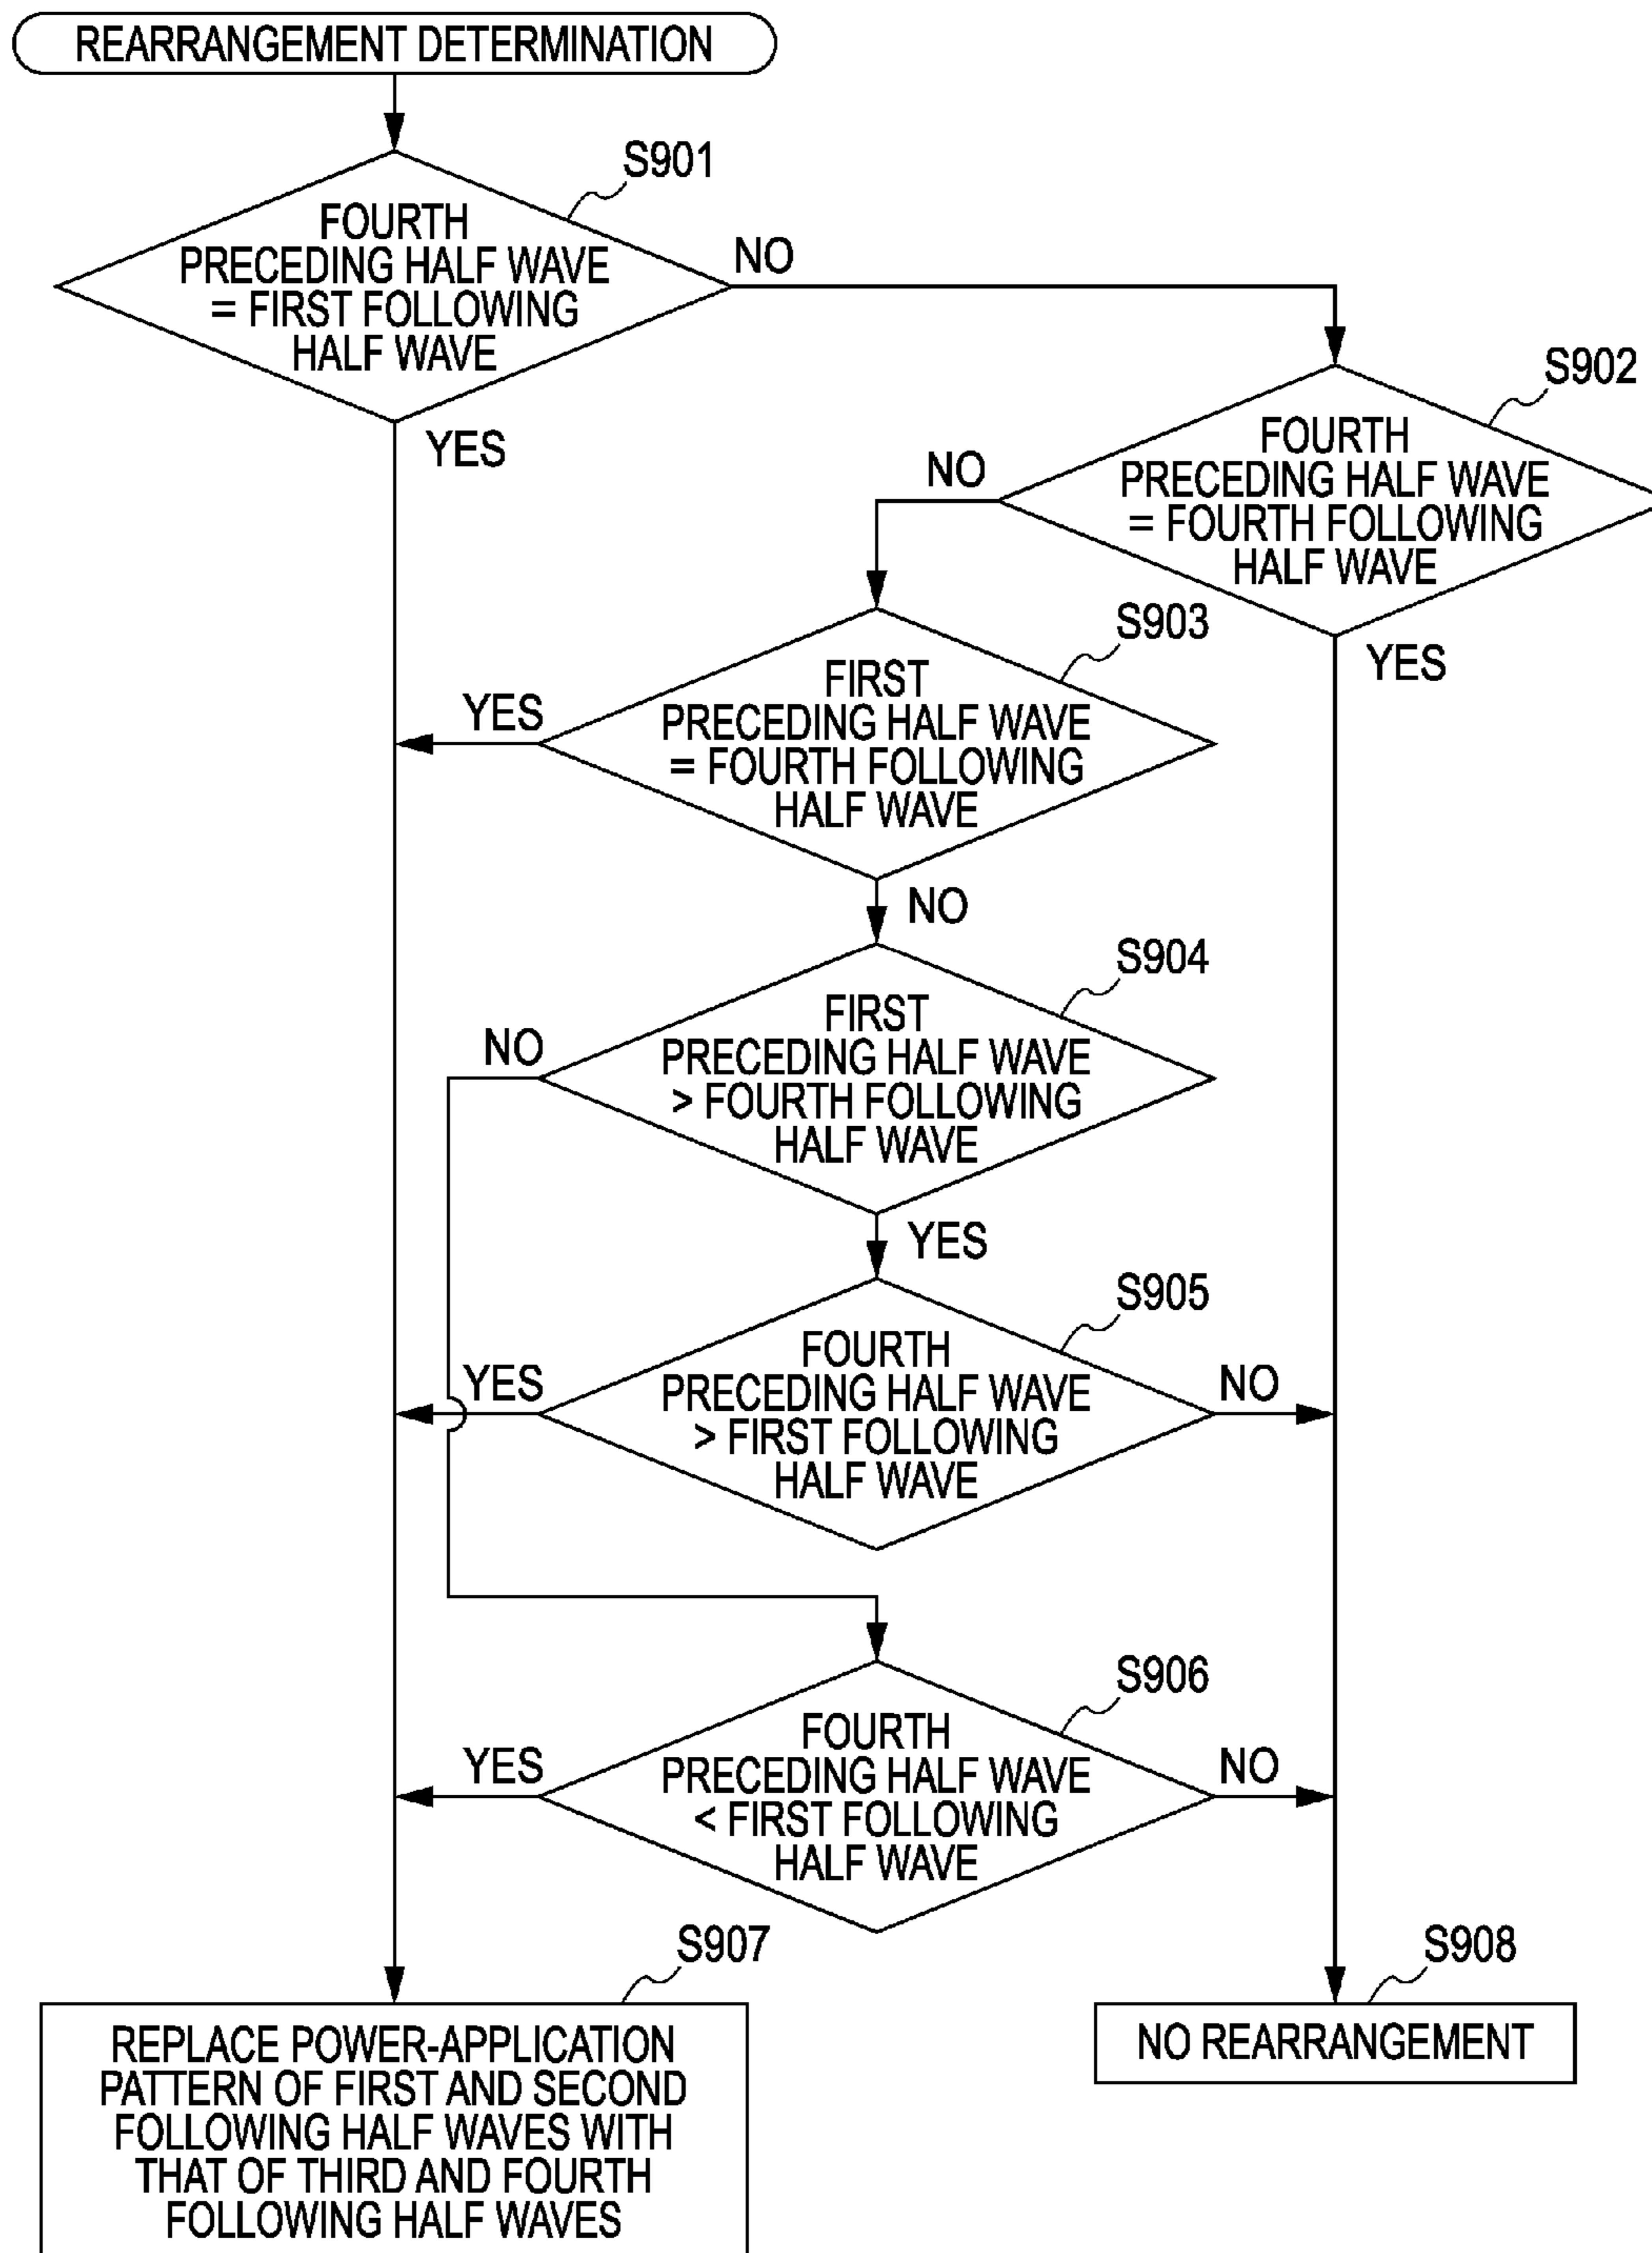 REARRANGEMENT DETERMINATION
S901
FOURTH
PRECEDING HALF WAVE
= FIRST FOLLOWING
HALF WAVE
NO
YES
S902
FOURTH
PRECEDING HALF WAVE
= FOURTH FOLLOWING
HALF WAVE
NO
YES
S903
FIRST
PRECEDING HALF WAVE
= FOURTH FOLLOWING
HALF WAVE
YES
NO
S904
FIRST
PRECEDING HALF WAVE
> FOURTH FOLLOWING
HALF WAVE
NO
YES
S905
FOURTH
PRECEDING HALF WAVE
> FIRST FOLLOWING
HALF WAVE
YES
NO
S906
FOURTH
PRECEDING HALF WAVE
< FIRST FOLLOWING
HALF WAVE
YES
NO
S907
REPLACE POWER-APPLICATION
PATTERN OF FIRST AND SECOND
FOLLOWING HALF WAVES WITH
THAT OF THIRD AND FOURTH
FOLLOWING HALF WAVES
S908
NO REARRANGEMENT